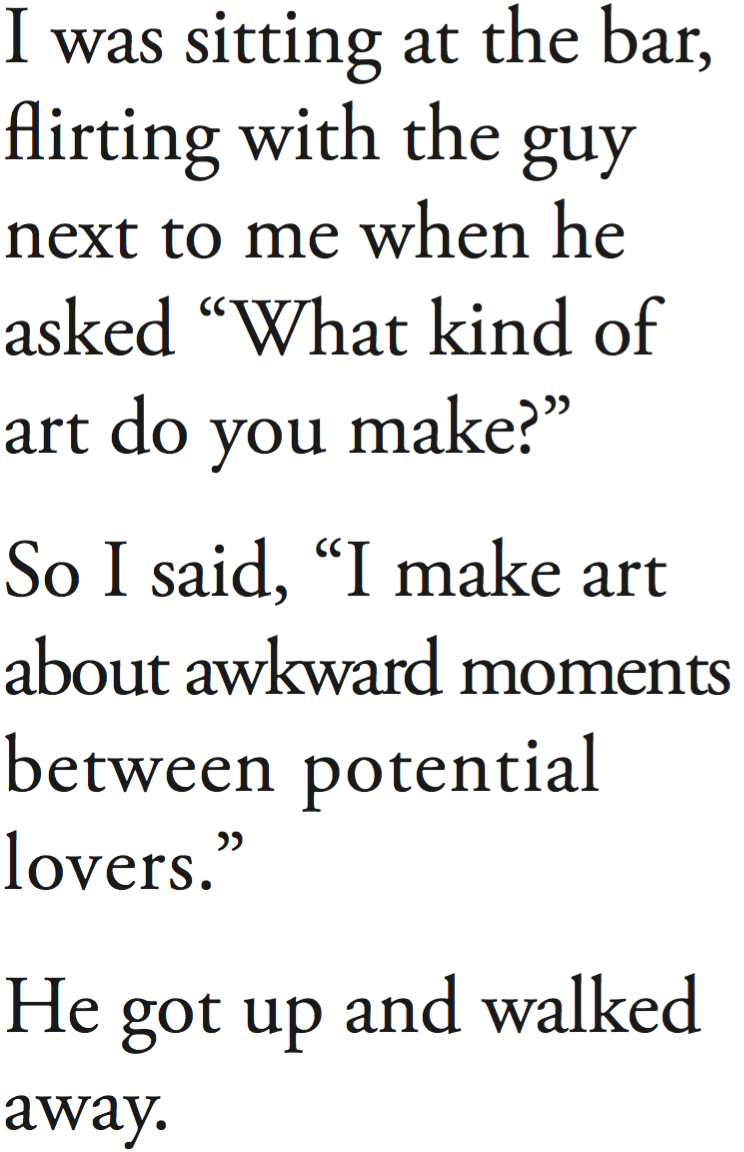 I was sitting at the bar,
flirting with the guy
next to me when he
asked “What kind of
art do you make?”
So I said, “I make art
about awkward moments
between potential
lovers.”
He got up and walked
away.